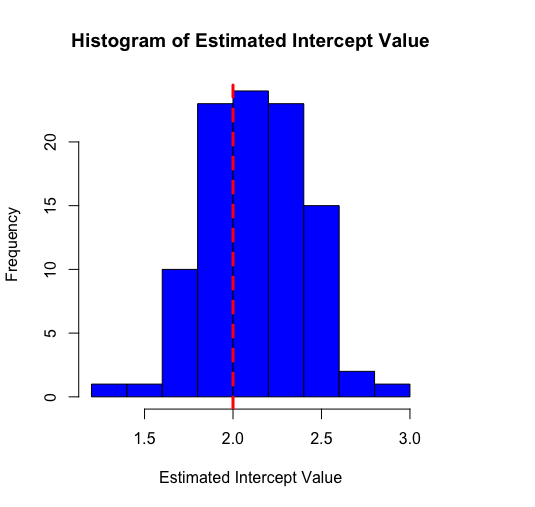 Histogram of Estimated Intercept Value
Frequency
20
15
10
5
0
1.5 2.0 2.5 3.0
Estimated Intercept Value